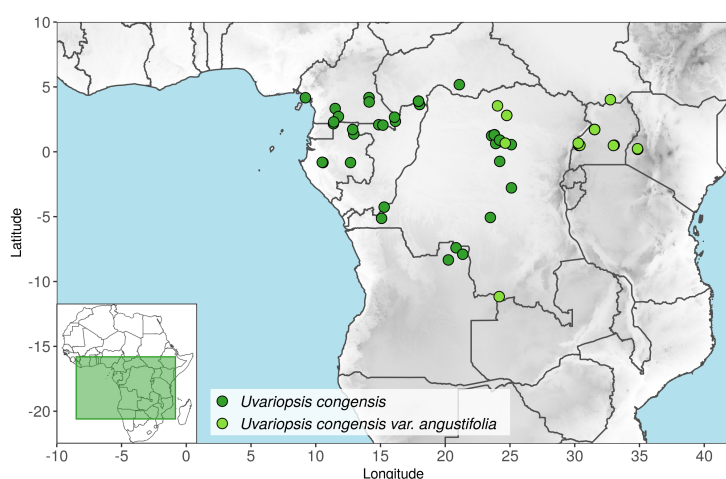 10
5
0
-5
-10
-15
-20
Latitude
Uvariopsis congensis
Uvariopsis congensis var. angustifolia
-10 -5 0 5 10 15 20 25 30 35 40
Longitude